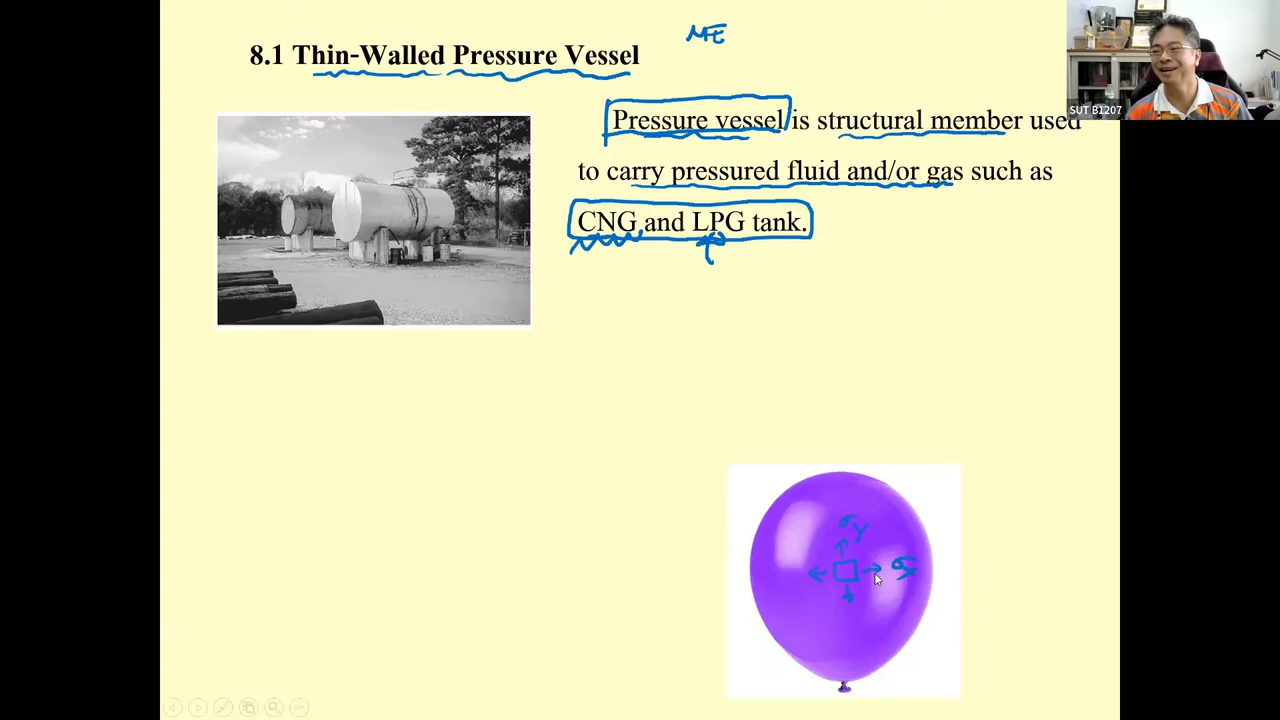 ME
8.1 Thin-Walled Pressure Vessel
Pressure vessel is structural member used
to carry pressured fluid and/or gas such as
CNG and LPG tank.
SUT B1207
σy
σx